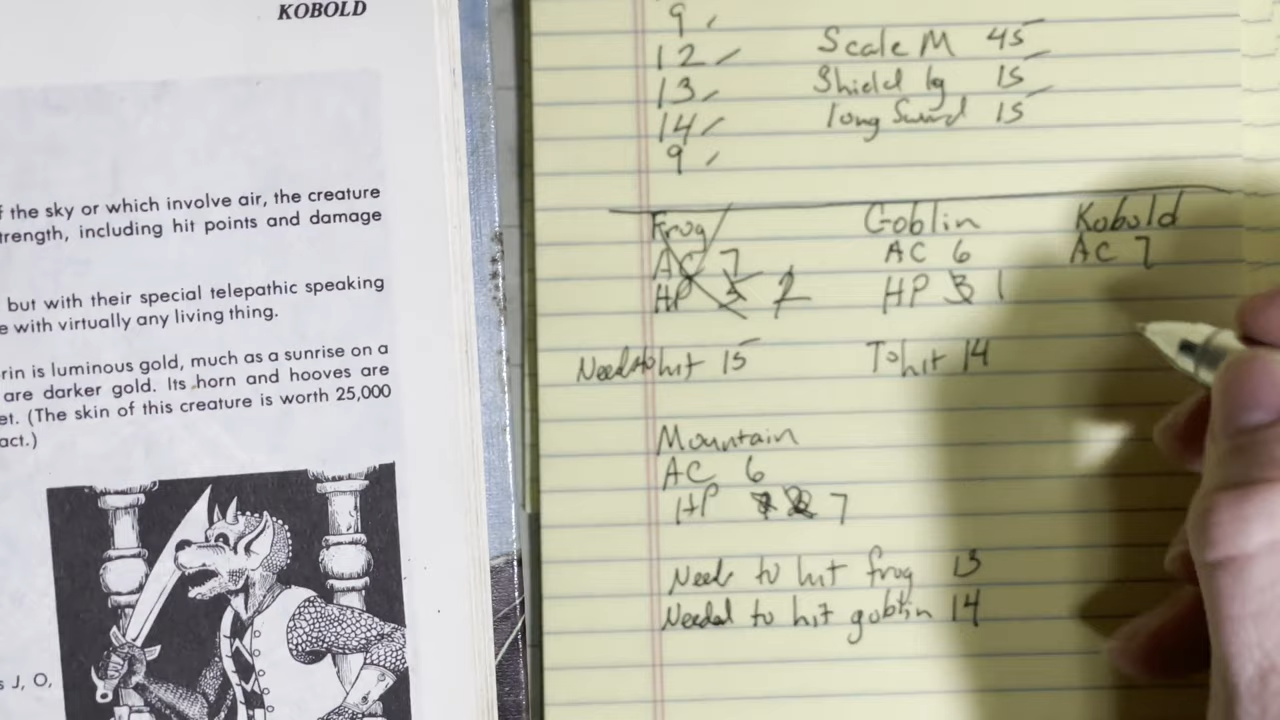 KOBOLD
f the sky or which involve air, the creature
trength, including hit points and damage
but with their special telepathic speaking
e with virtually any living thing.
rin is luminous gold, much as a sunrise on a
are darker gold. Its horn and hooves are
et. (The skin of this creature is worth 25,000
act.)
s J, O,
9
12
13
14
9
Scale M 45
Shield lg 15
long Sword 15
Frog
AC 7
HP 2
Need to hit 15
Goblin
AC 6
HP 3 1
To hit 14
Kobold
AC 7
Mountain
AC 6
HP 7
Need to hit frog 13
Needed to hit goblin 14